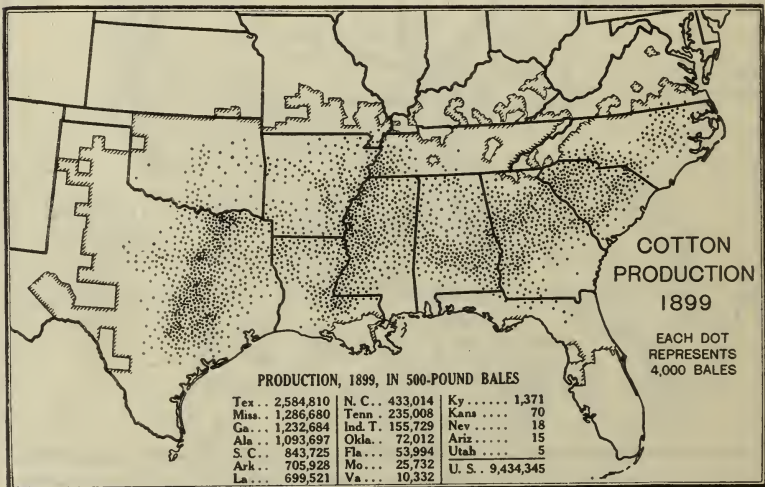 COTTON
PRODUCTION
1899
EACH DOT
REPRESENTS
4,000 BALES
PRODUCTION, 1899, IN 500-POUND BALES
Tex .. 2,584,810
Miss.. 1,286,680
Ga.... 1,232,684
Ala .. 1,093,697
S. C.. 843,725
Ark .. 705,928
La ... 699,521
N. C.. 433,014
Tenn . 235,008
Ind. T. 155,729
Okla.. 72,012
Fla... 53,994
Mo... 25,732
Va... 10,332
Ky ...... 1,371
Kans .... 70
Nev .... 18
Ariz .... 15
Utah .... 5
U. S.. 9,434,345